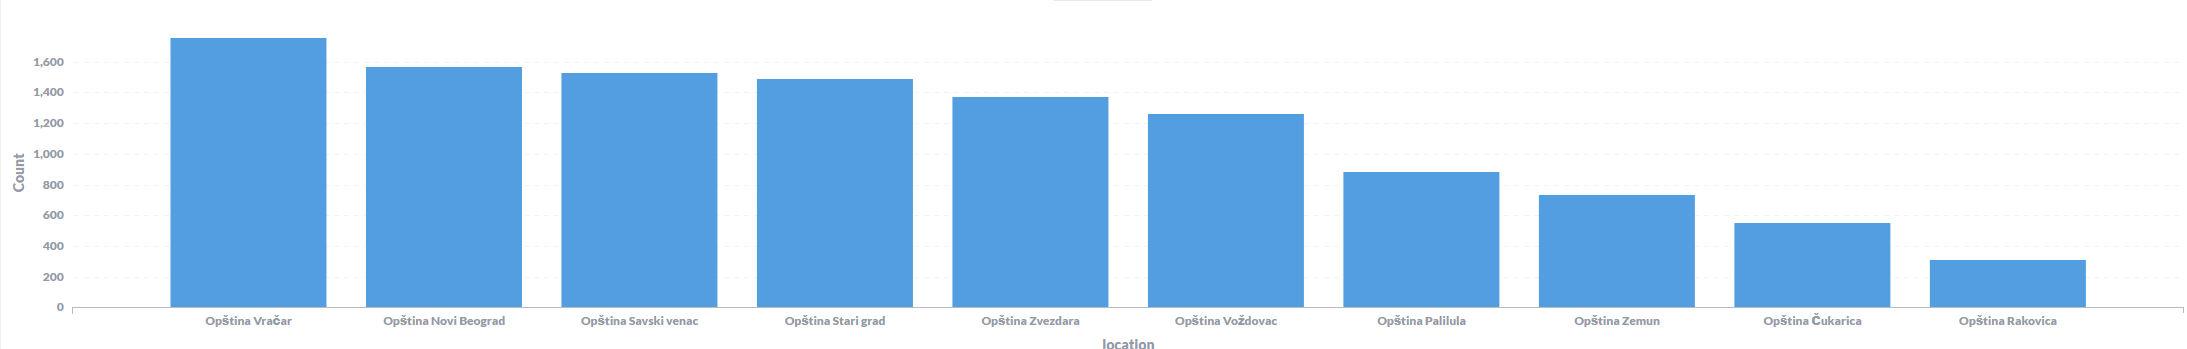 1,600
1,400
1,200
1,000
800
600
400
200
0
Count
Opština Vračar
Opština Novi Beograd
Opština Savski venac
Opština Stari grad
Opština Zvezdara
Opština Voždovac
Opština Palilula
Opština Zemun
Opština Čukarica
Opština Rakovica
location